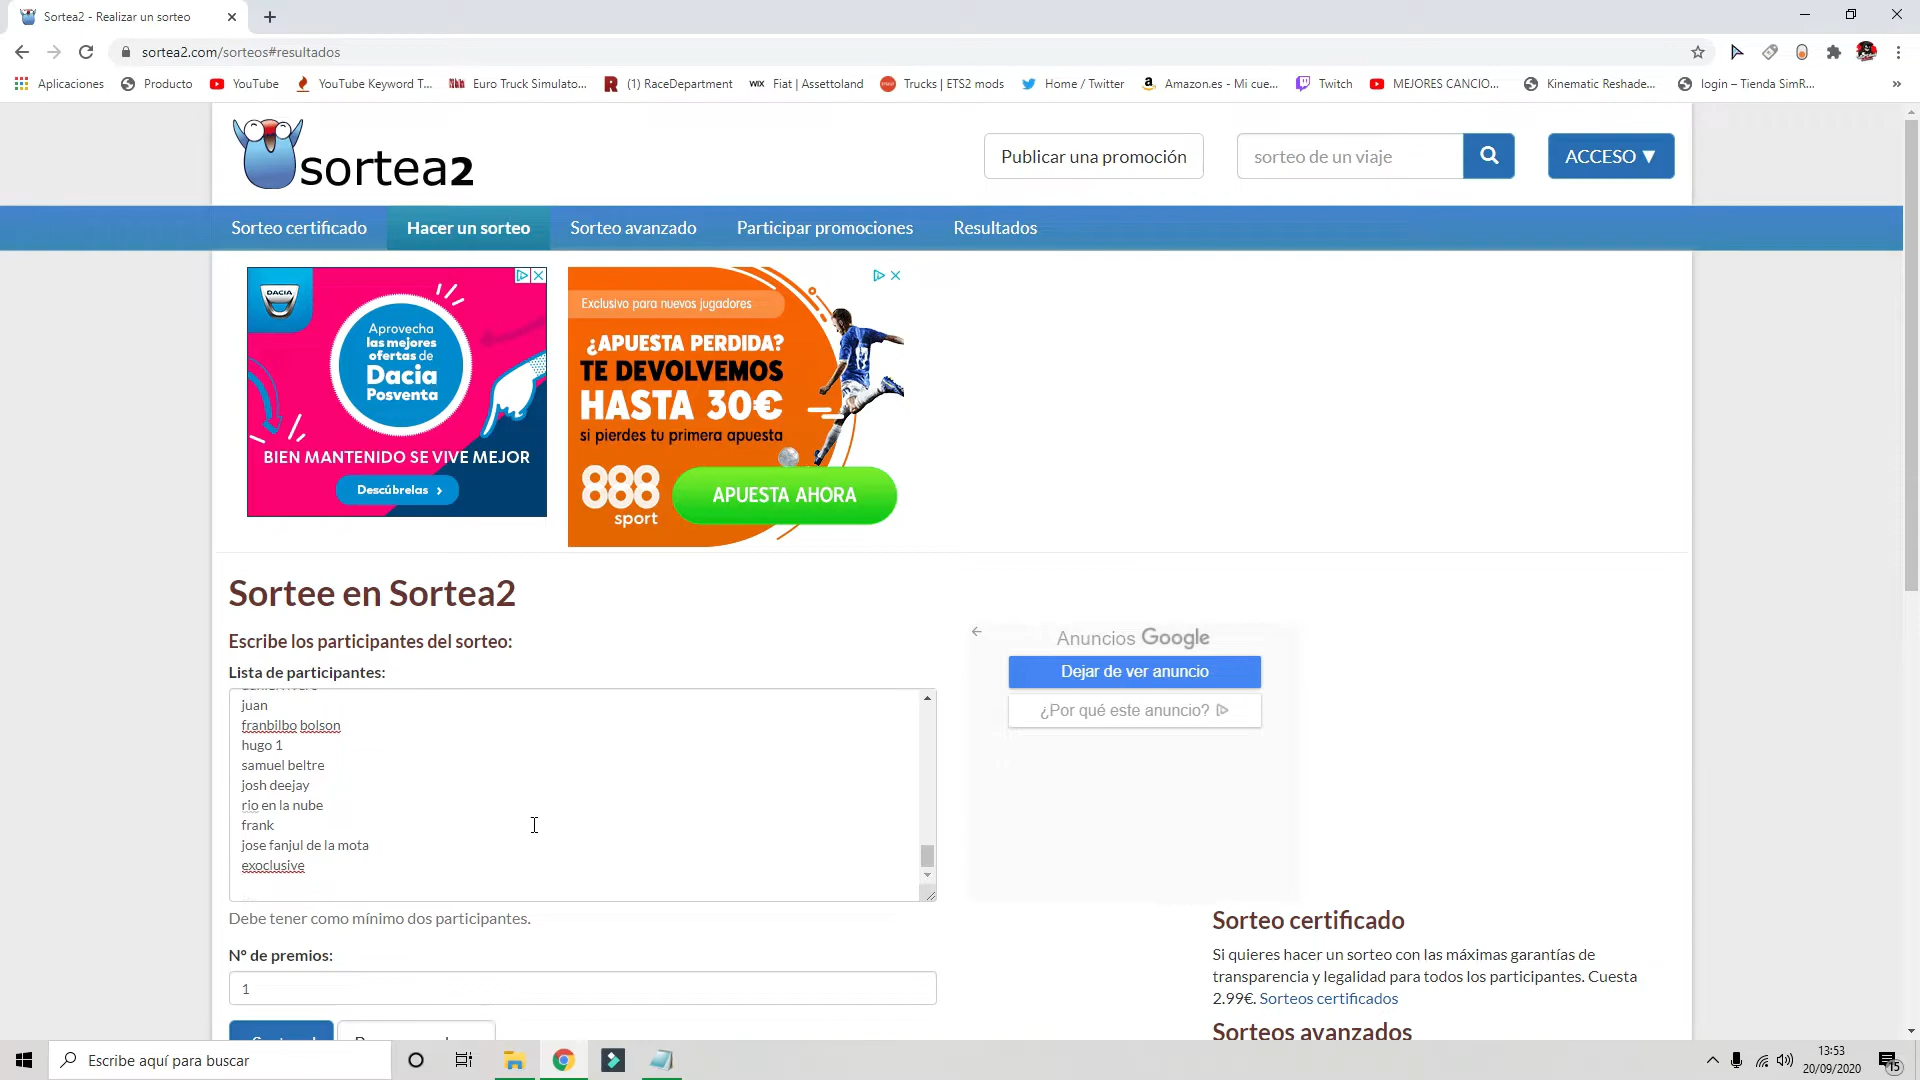 Sortea2 - Realizar un sorteo
sortea2.com/sorteos#resultados
Aplicaciones
Producto
YouTube
YouTube Keyword T...
Euro Truck Simulato...
(1) RaceDepartment
WIX Fiat | Assettoland
Trucks | ETS2 mods
Home / Twitter
Amazon.es - Mi cue...
Twitch
MEJORES CANCIO...
Kinematic Reshade...
login – Tienda SimR...
»
sortea2
Publicar una promoción
sorteo de un viaje
ACCESO ▼
Sorteo certificado
Hacer un sorteo
Sorteo avanzado
Participar promociones
Resultados
DACIA
Aprovecha
las mejores
ofertas de
Dacia
Posventa
BIEN MANTENIDO SE VIVE MEJOR
Descúbrelas ›
Exclusivo para nuevos jugadores
¿APUESTA PERDIDA?
TE DEVOLVEMOS
HASTA 30€
si pierdes tu primera apuesta
888
sport
APUESTA AHORA
Sortee en Sortea2
Escribe los participantes del sorteo:
Lista de participantes:
juan
franbilbo bolson
hugo 1
samuel beltre
josh deejay
rio en la nube
frank
jose fanjul de la mota
exoclusive
Debe tener como mínimo dos participantes.
Nº de premios:
1
Anuncios Google
Dejar de ver anuncio
¿Por qué este anuncio?
Sorteo certificado
Si quieres hacer un sorteo con las máximas garantías de
transparencia y legalidad para todos los participantes. Cuesta
2.99€. Sorteos certificados
Sorteos avanzados
Escribe aquí para buscar
13:53
20/09/2020
15